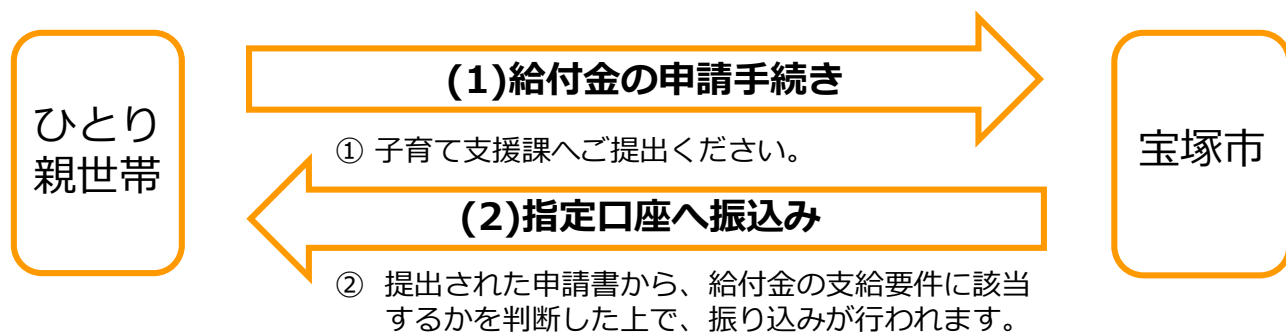 ひとり
親世帯
(1)給付金の申請手続き
① 子育て支援課へご提出ください。
(2)指定口座へ振込み
② 提出された申請書から、給付金の支給要件に該当
するかを判断した上で、振り込みが行われます。
宝塚市